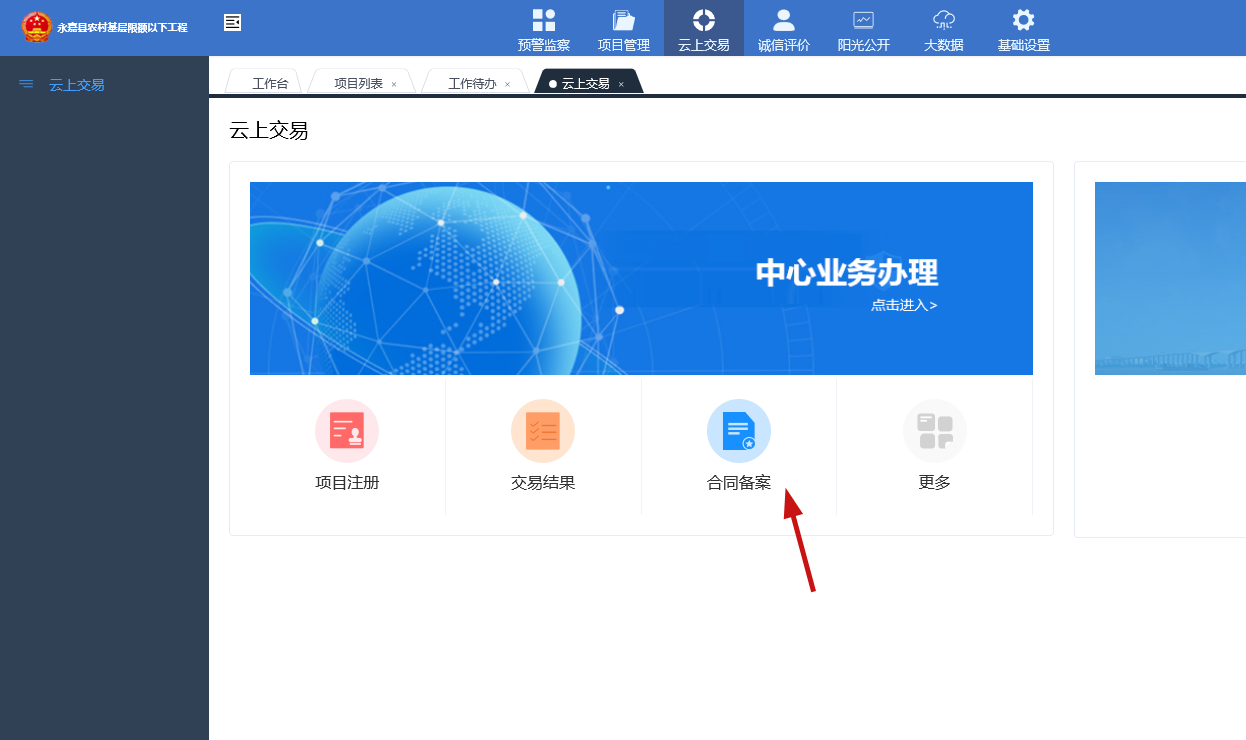 永嘉县农村基层限额以下工程
预警监察
项目管理
云上交易
诚信评价
阳光公开
大数据
基础设置
云上交易
工作台
项目列表 ×
工作待办 ×
云上交易 ×
云上交易
中心业务办理
点击进入>
项目注册
交易结果
合同备案
更多